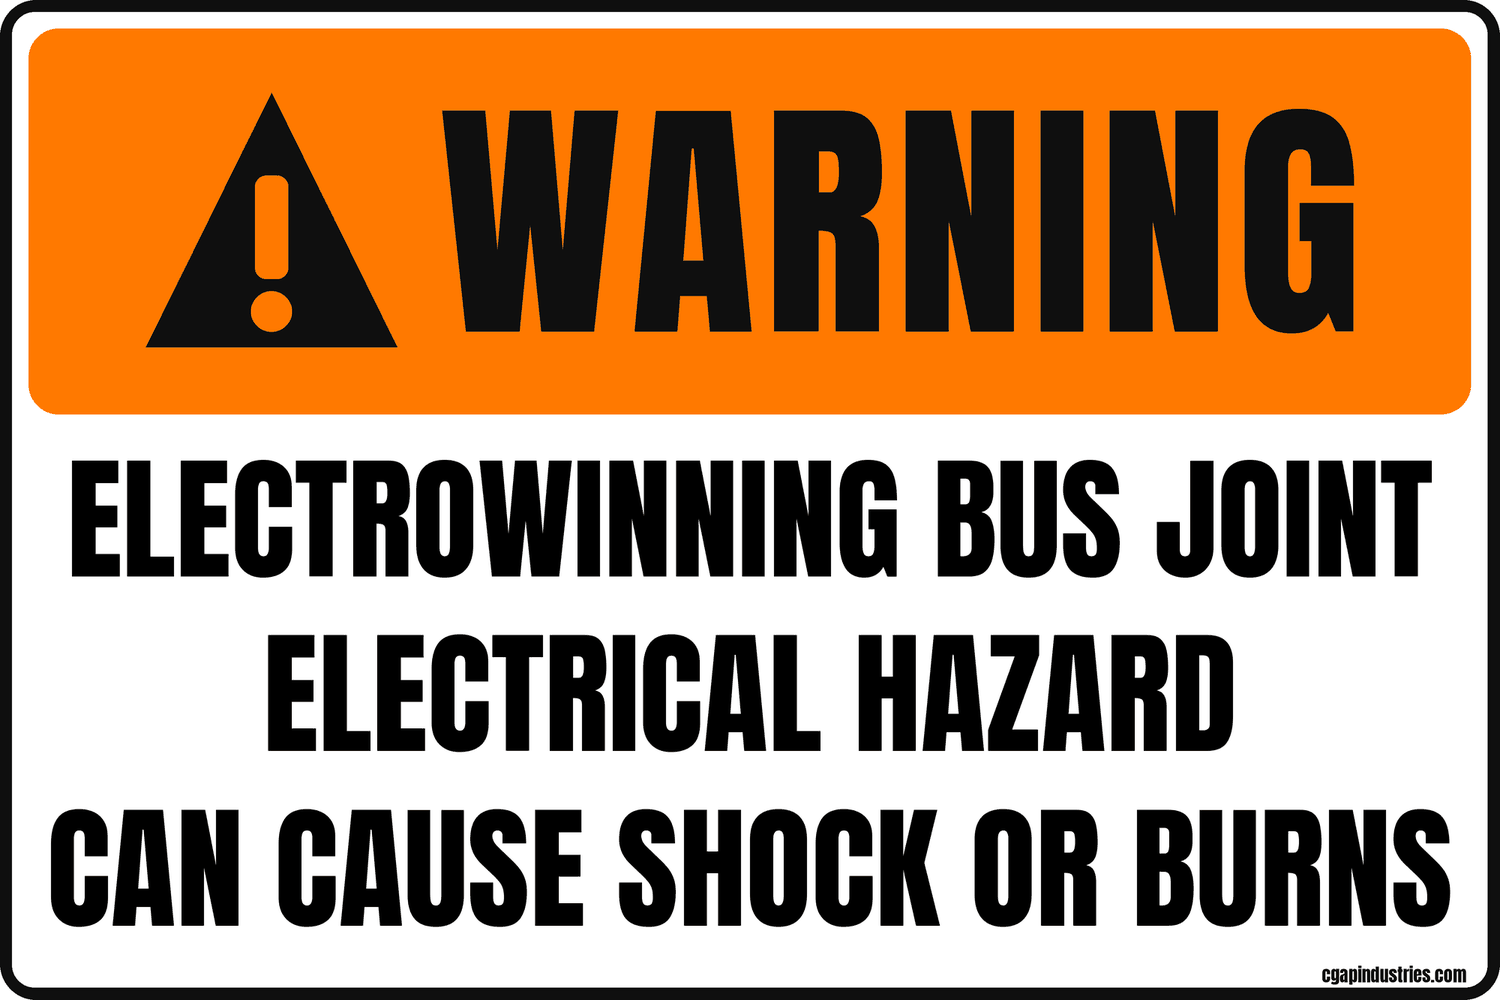 WARNING
ELECTROWINNING BUS JOINT
ELECTRICAL HAZARD
CAN CAUSE SHOCK OR BURNS
cgapindustries.com